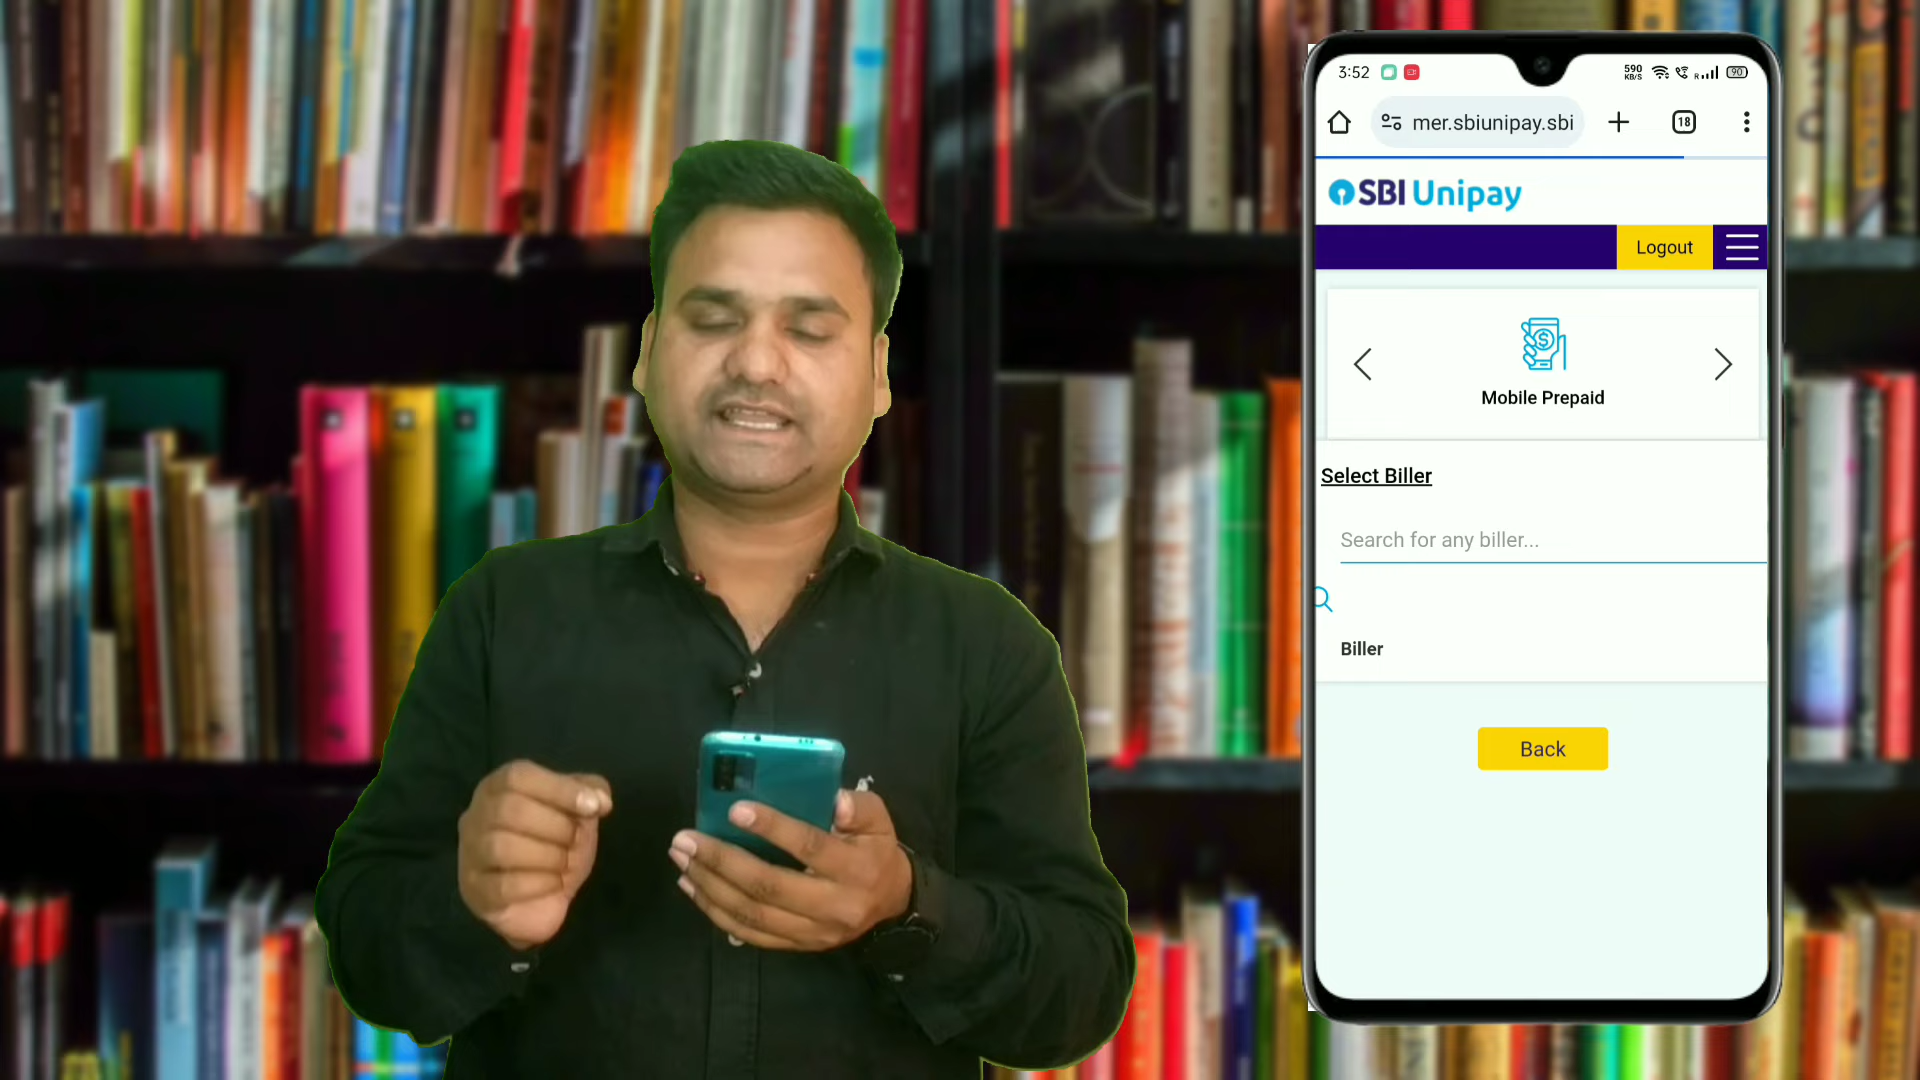 3:52
590
KB/S
R
90
mer.sbiunipay.sbi
18
SBI Unipay
Logout
Mobile Prepaid
Select Biller
Search for any biller...
Biller
Back